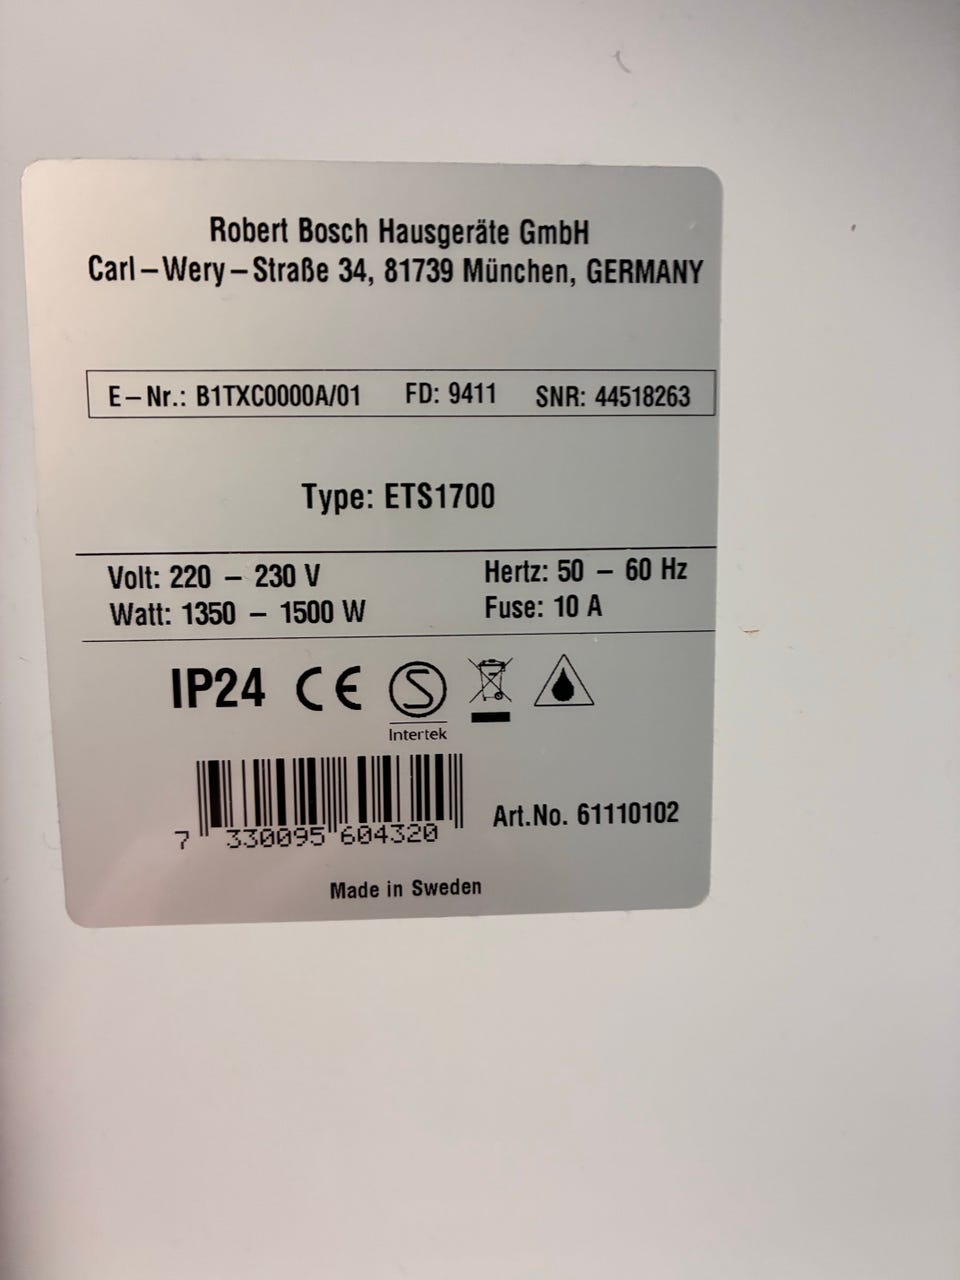 Robert Bosch Hausgeräte GmbH
Carl–Wery–Straße 34, 81739 München, GERMANY
E–Nr.: B1TXC0000A/01 FD: 9411 SNR: 44518263
Type: ETS1700
Volt: 220 – 230 V Hertz: 50 – 60 Hz
Watt: 1350 – 1500 W Fuse: 10 A
IP24 CE S
Intertek
7 330095 604320 Art.No. 61110102
Made in Sweden